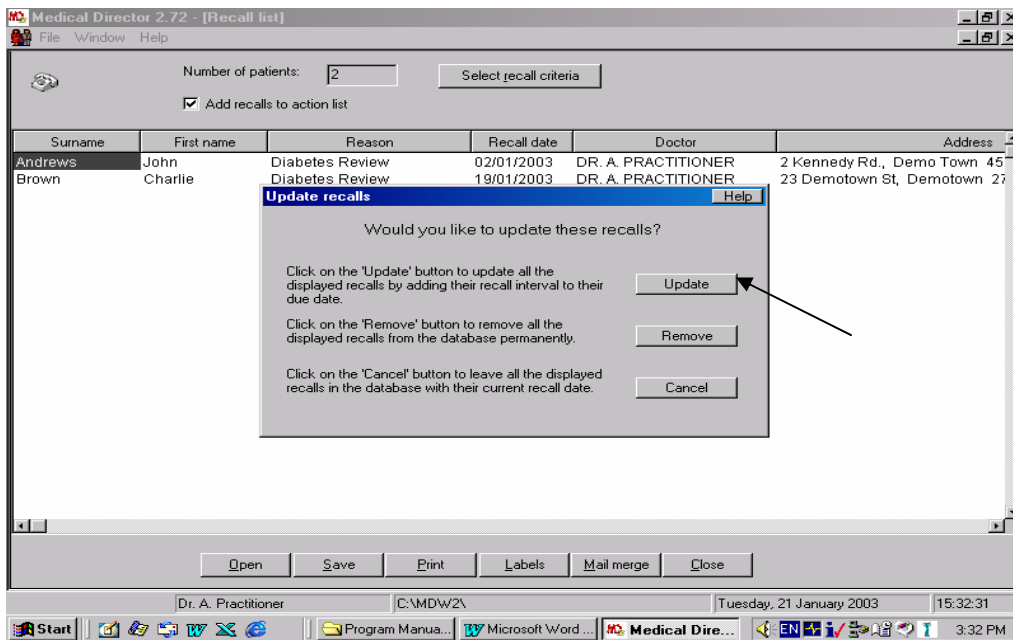 Medical Director 2.72 - [Recall list]
File Window Help
Number of patients: 2 Select recall criteria
Add recalls to action list
Surname First name Reason Recall date Doctor Address
Andrews John Diabetes Review 02/01/2003 DR. A. PRACTITIONER 2 Kennedy Rd., Demo Town 45
Brown Charlie Diabetes Review 19/01/2003 DR. A. PRACTITIONER 23 Demotown St, Demotown 27
Update recalls Help
Would you like to update these recalls?
Click on the 'Update' button to update all the
displayed recalls by adding their recall interval to their
due date.
Update
Click on the 'Remove' button to remove all the
displayed recalls from the database permanently.
Remove
Click on the 'Cancel' button to leave all the displayed
recalls in the database with their current recall date.
Cancel
Open Save Print Labels Mail merge Close
Dr. A. Practitioner C:\MDW2\ Tuesday, 21 January 2003 15:32:31
Start Program Manua... Microsoft Word ... Medical Dire... EN 3:32 PM